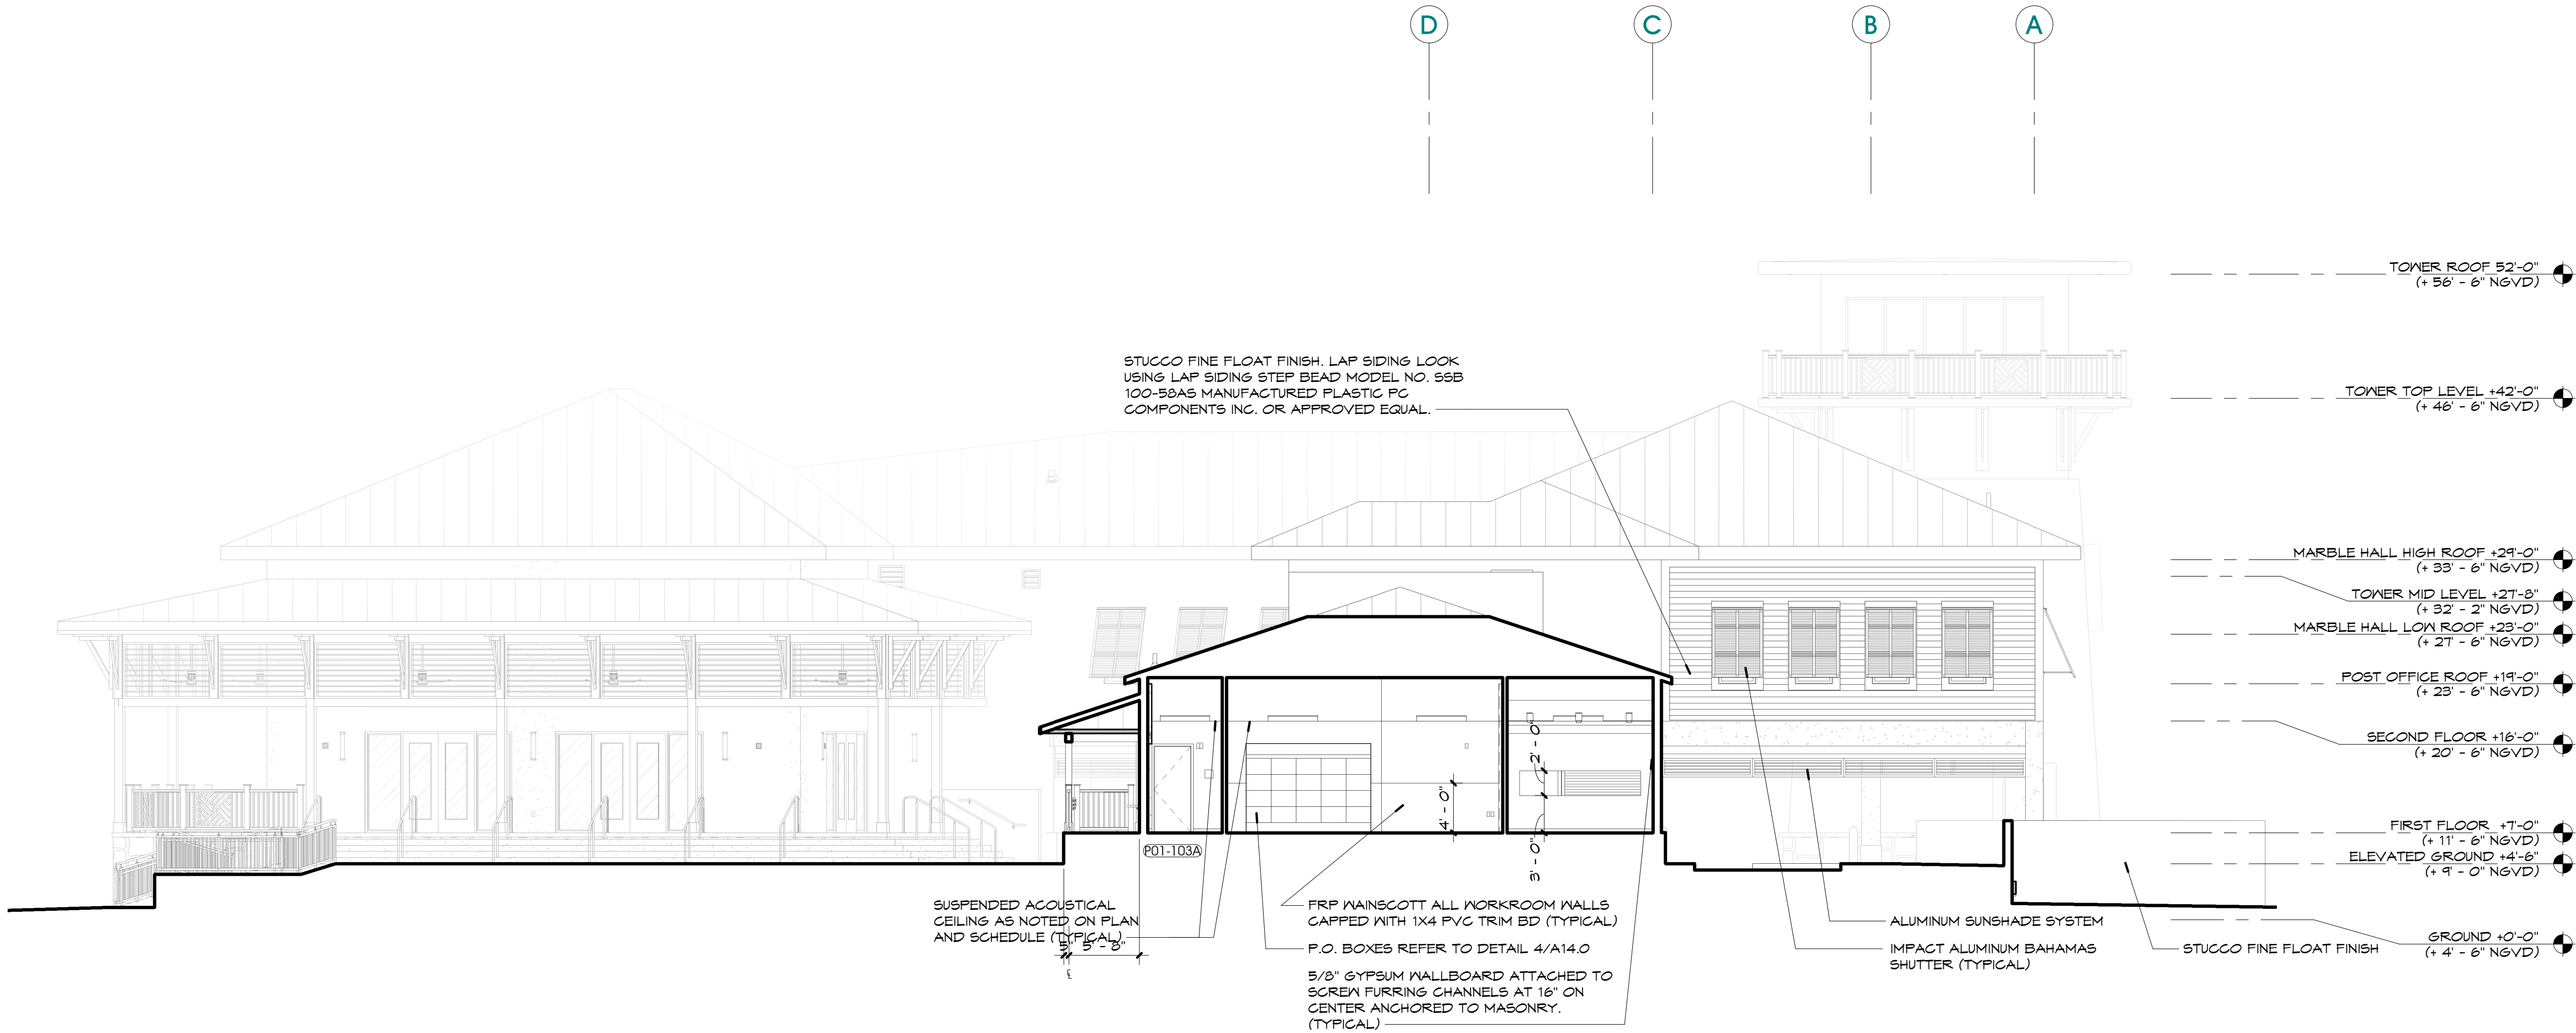 D
C
B
A
TOWER ROOF 52'-0"
(+ 56' - 6" NGVD)
STUCCO FINE FLOAT FINISH. LAP SIDING LOOK
USING LAP SIDING STEP BEAD MODEL NO. SSB
100-58AS MANUFACTURED PLASTIC PC
COMPONENTS INC. OR APPROVED EQUAL.
TOWER TOP LEVEL +42'-0"
(+ 46' - 6" NGVD)
MARBLE HALL HIGH ROOF +29'-0"
(+ 33' - 6" NGVD)
TOWER MID LEVEL +27'-8"
(+ 32' - 2" NGVD)
MARBLE HALL LOW ROOF +23'-0"
(+ 27' - 6" NGVD)
POST OFFICE ROOF +19'-0"
(+ 23' - 6" NGVD)
SECOND FLOOR +16'-0"
(+ 20' - 6" NGVD)
2' - 0"
4' - 0"
3' - 0"
FIRST FLOOR +7'-0"
(+ 11' - 6" NGVD)
P01-103A
ELEVATED GROUND +4'-6"
(+ 9' - 0" NGVD)
SUSPENDED ACOUSTICAL
CEILING AS NOTED ON PLAN
AND SCHEDULE (TYPICAL)
5" 5' - 8"
FRP WAINSCOTT ALL WORKROOM WALLS
CAPPED WITH 1X4 PVC TRIM BD (TYPICAL)
P.O. BOXES REFER TO DETAIL 4/A14.0
5/8" GYPSUM WALLBOARD ATTACHED TO
SCREW FURRING CHANNELS AT 16" ON
CENTER ANCHORED TO MASONRY.
(TYPICAL)
ALUMINUM SUNSHADE SYSTEM
IMPACT ALUMINUM BAHAMAS
SHUTTER (TYPICAL)
STUCCO FINE FLOAT FINISH
GROUND +0'-0"
(+ 4' - 6" NGVD)